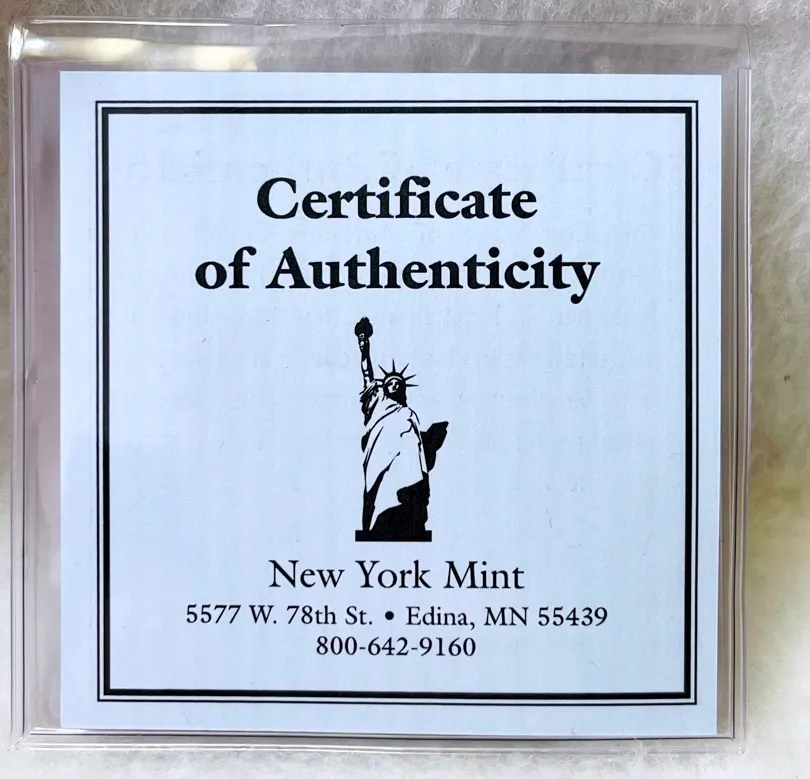 Certificate
of Authenticity
New York Mint
5577 W. 78th St. • Edina, MN 55439
800-642-9160